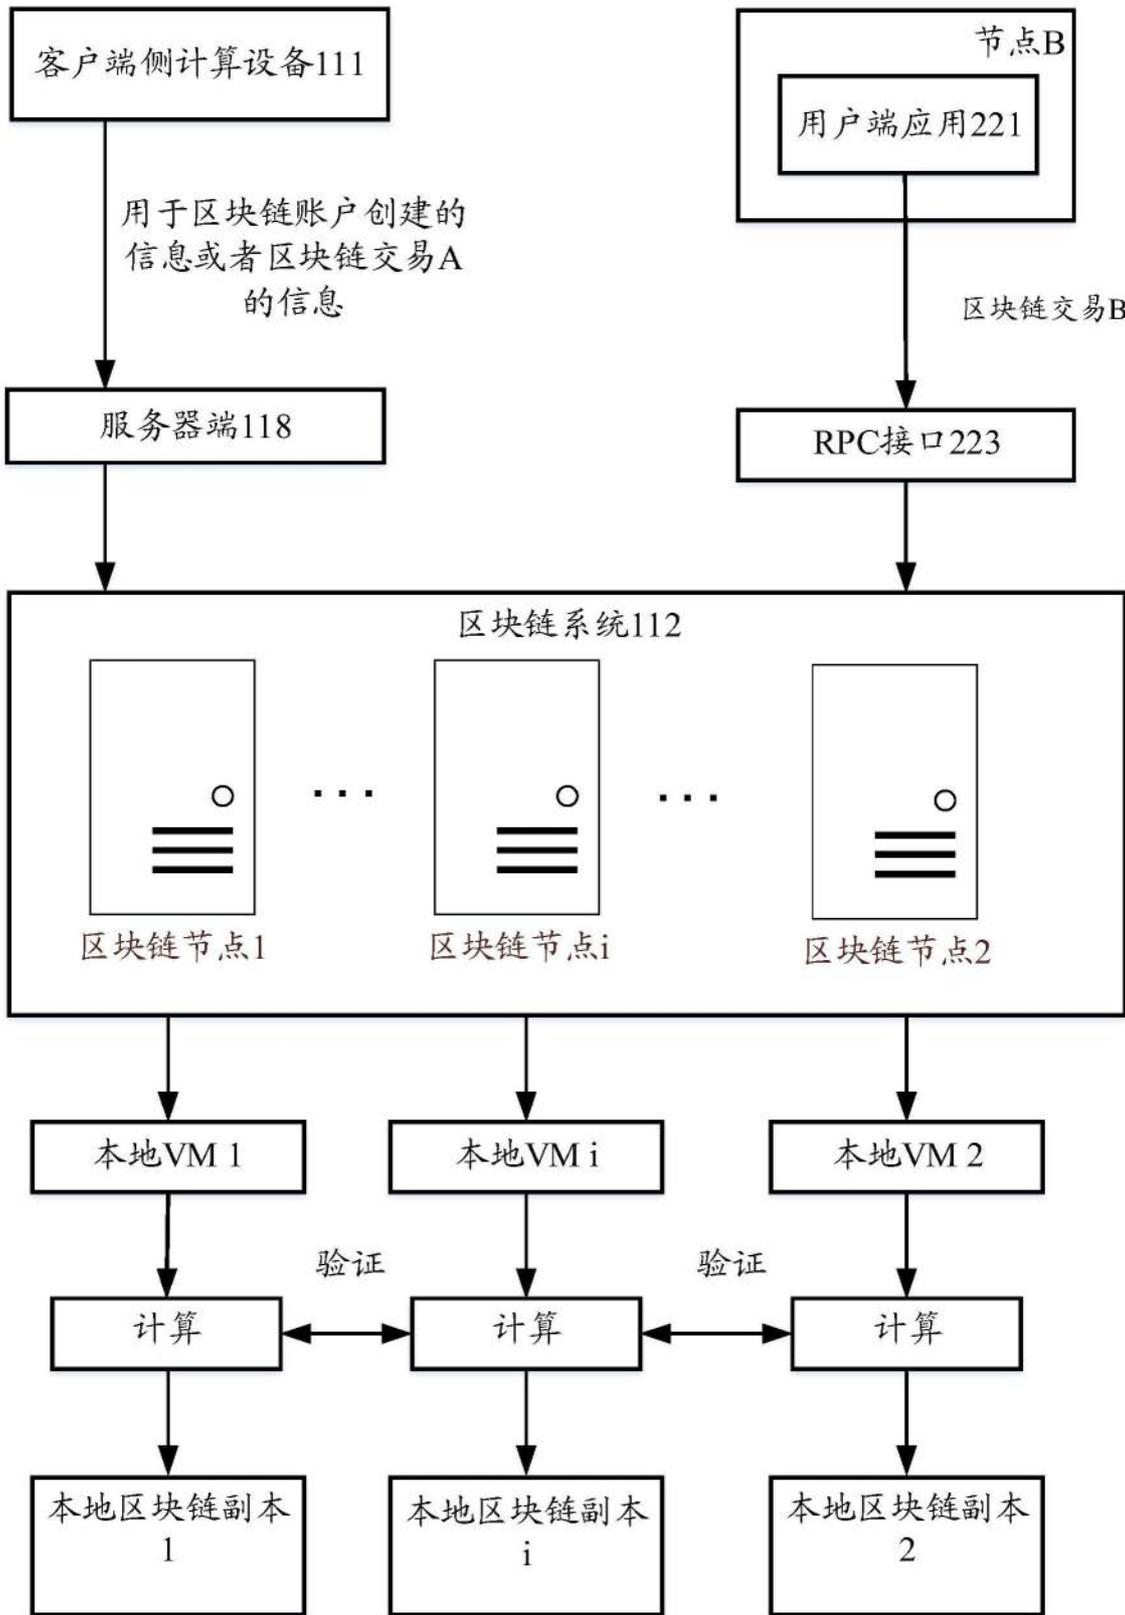 客户端侧计算设备111
节点B
用户端应用221
用于区块链账户创建的
信息或者区块链交易A
的信息
区块链交易B
服务器端118
RPC接口223
区块链系统112
...
...
区块链节点1
区块链节点i
区块链节点2
本地VM 1
本地VM i
本地VM 2
验证
验证
计算
计算
计算
本地区块链副本
1
本地区块链副本
i
本地区块链副本
2